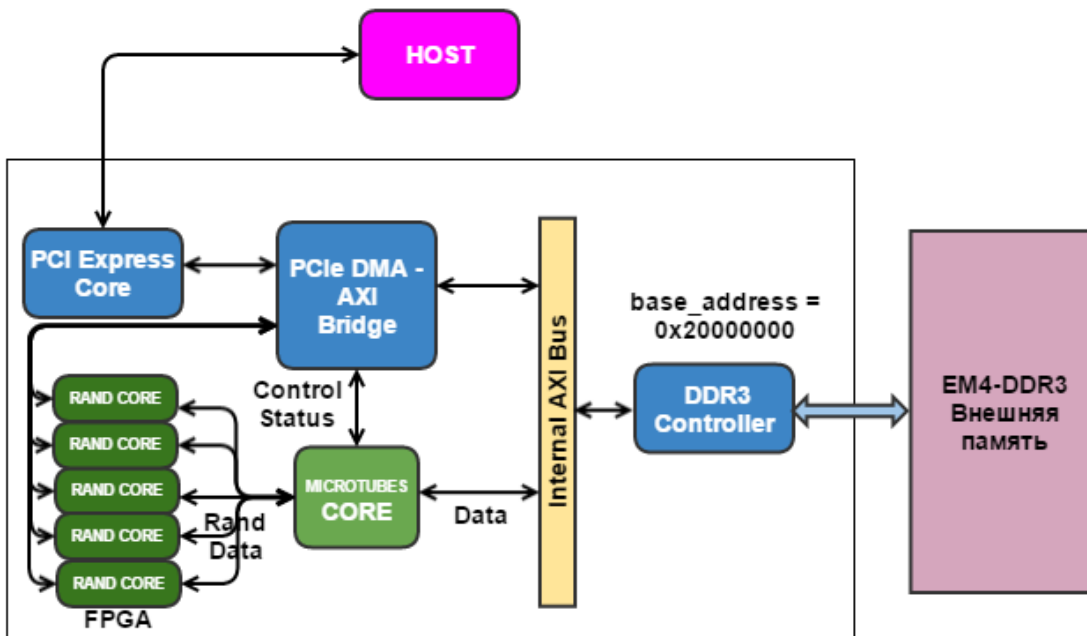 HOST
PCI Express
Core
PCIe DMA -
AXI
Bridge
base_address =
0x20000000
Internal AXI Bus
DDR3
Controller
EM4-DDR3
Внешняя
память
Control
Status
RAND CORE
RAND CORE
RAND CORE
RAND CORE
RAND CORE
Rand
Data
MICROTUBES
CORE
Data
FPGA